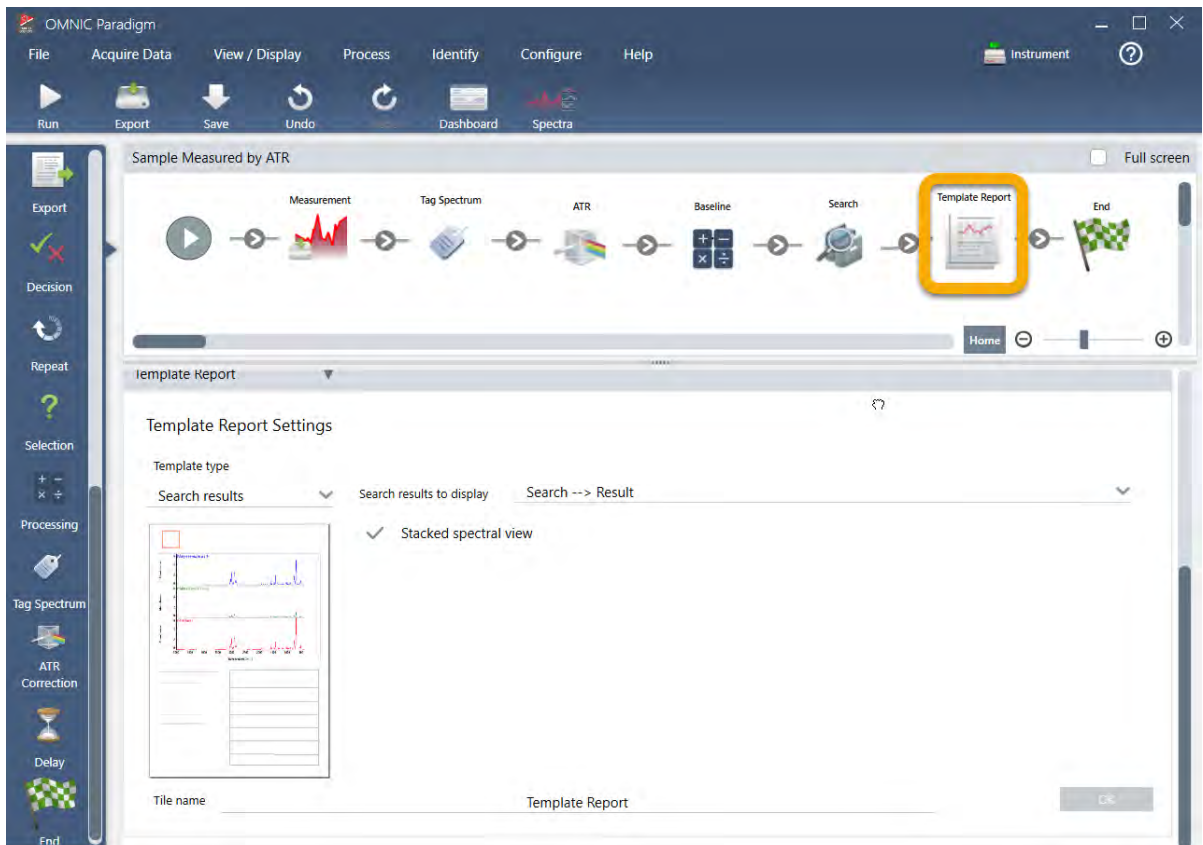 OMNIC Paradigm
File Acquire Data View / Display Process Identify Configure Help Instrument
Run Export Save Undo Dashboard Spectra
Sample Measured by ATR Full screen
Export
Decision
Repeat
Selection
Processing
Tag Spectrum
ATR
Correction
Delay
End
Measurement Tag Spectrum ATR Baseline Search Template Report End
Home
Template Report
Template Report Settings
Template type
Search results Search results to display Search --> Result
Stacked spectral view
Tile name Template Report
OK